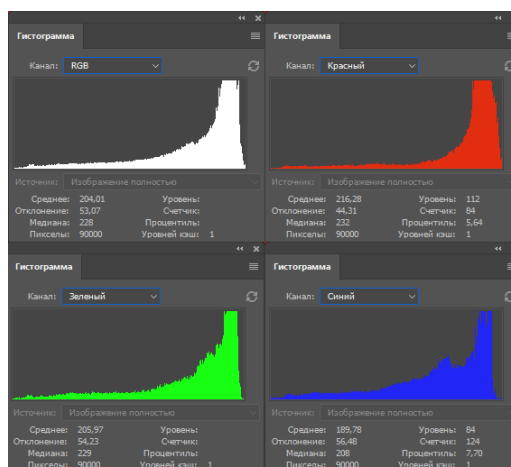 Гистограмма
Канал: RGB
Источник: Изображение полностью
Среднее: 204,01 Уровень:
Отклонение: 53,07 Счетчик:
Медиана: 228 Процентиль:
Пикселы: 90000 Уровней кэш: 1
Гистограмма
Канал: Красный
Источник: Изображение полностью
Среднее: 216,28 Уровень: 112
Отклонение: 44,31 Счетчик: 84
Медиана: 232 Процентиль: 5,64
Пикселы: 90000 Уровней кэш: 1
Гистограмма
Канал: Зеленый
Источник: Изображение полностью
Среднее: 205,97 Уровень:
Отклонение: 54,23 Счетчик:
Медиана: 229 Процентиль:
Пикселы: 90000 Уровней кэш: 1
Гистограмма
Канал: Синий
Источник: Изображение полностью
Среднее: 189,78 Уровень: 84
Отклонение: 56,48 Счетчик: 124
Медиана: 208 Процентиль: 7,70
Пикселы: 90000 Уровней кэш: 1